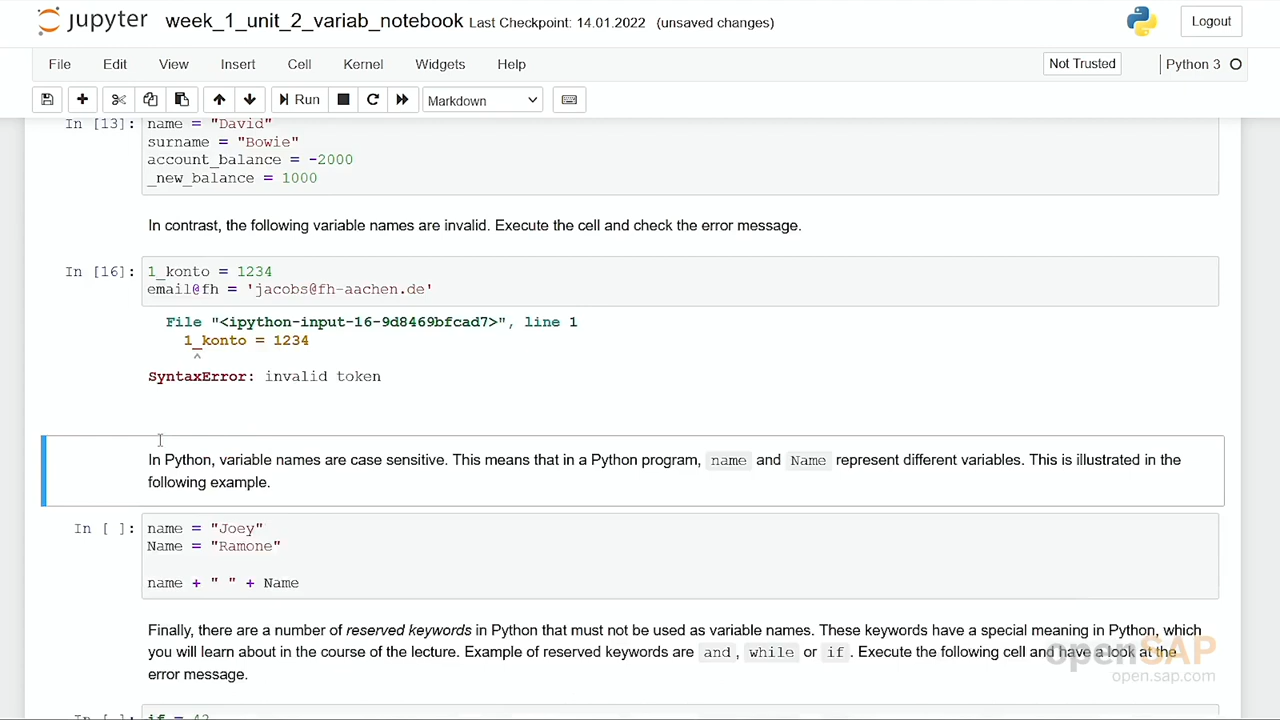 jupyter week_1_unit_2_variab_notebook Last Checkpoint: 14.01.2022 (unsaved changes) Logout
File Edit View Insert Cell Kernel Widgets Help Not Trusted Python 3
Run Markdown
In [13]: name = "David"
surname = "Bowie"
account_balance = -2000
_new_balance = 1000
In contrast, the following variable names are invalid. Execute the cell and check the error message.
In [16]: 1_konto = 1234
email@fh = 'jacobs@fh-aachen.de'
File "<ipython-input-16-9d8469bfcad7>", line 1
1_konto = 1234
^
SyntaxError: invalid token
In Python, variable names are case sensitive. This means that in a Python program, name and Name represent different variables. This is illustrated in the
following example.
In [ ]: name = "Joey"
Name = "Ramone"
name + " " + Name
Finally, there are a number of reserved keywords in Python that must not be used as variable names. These keywords have a special meaning in Python, which
you will learn about in the course of the lecture. Example of reserved keywords are and , while or if . Execute the following cell and have a look at the
error message.
openSAP
open.sap.com
In [ ]: if = 42